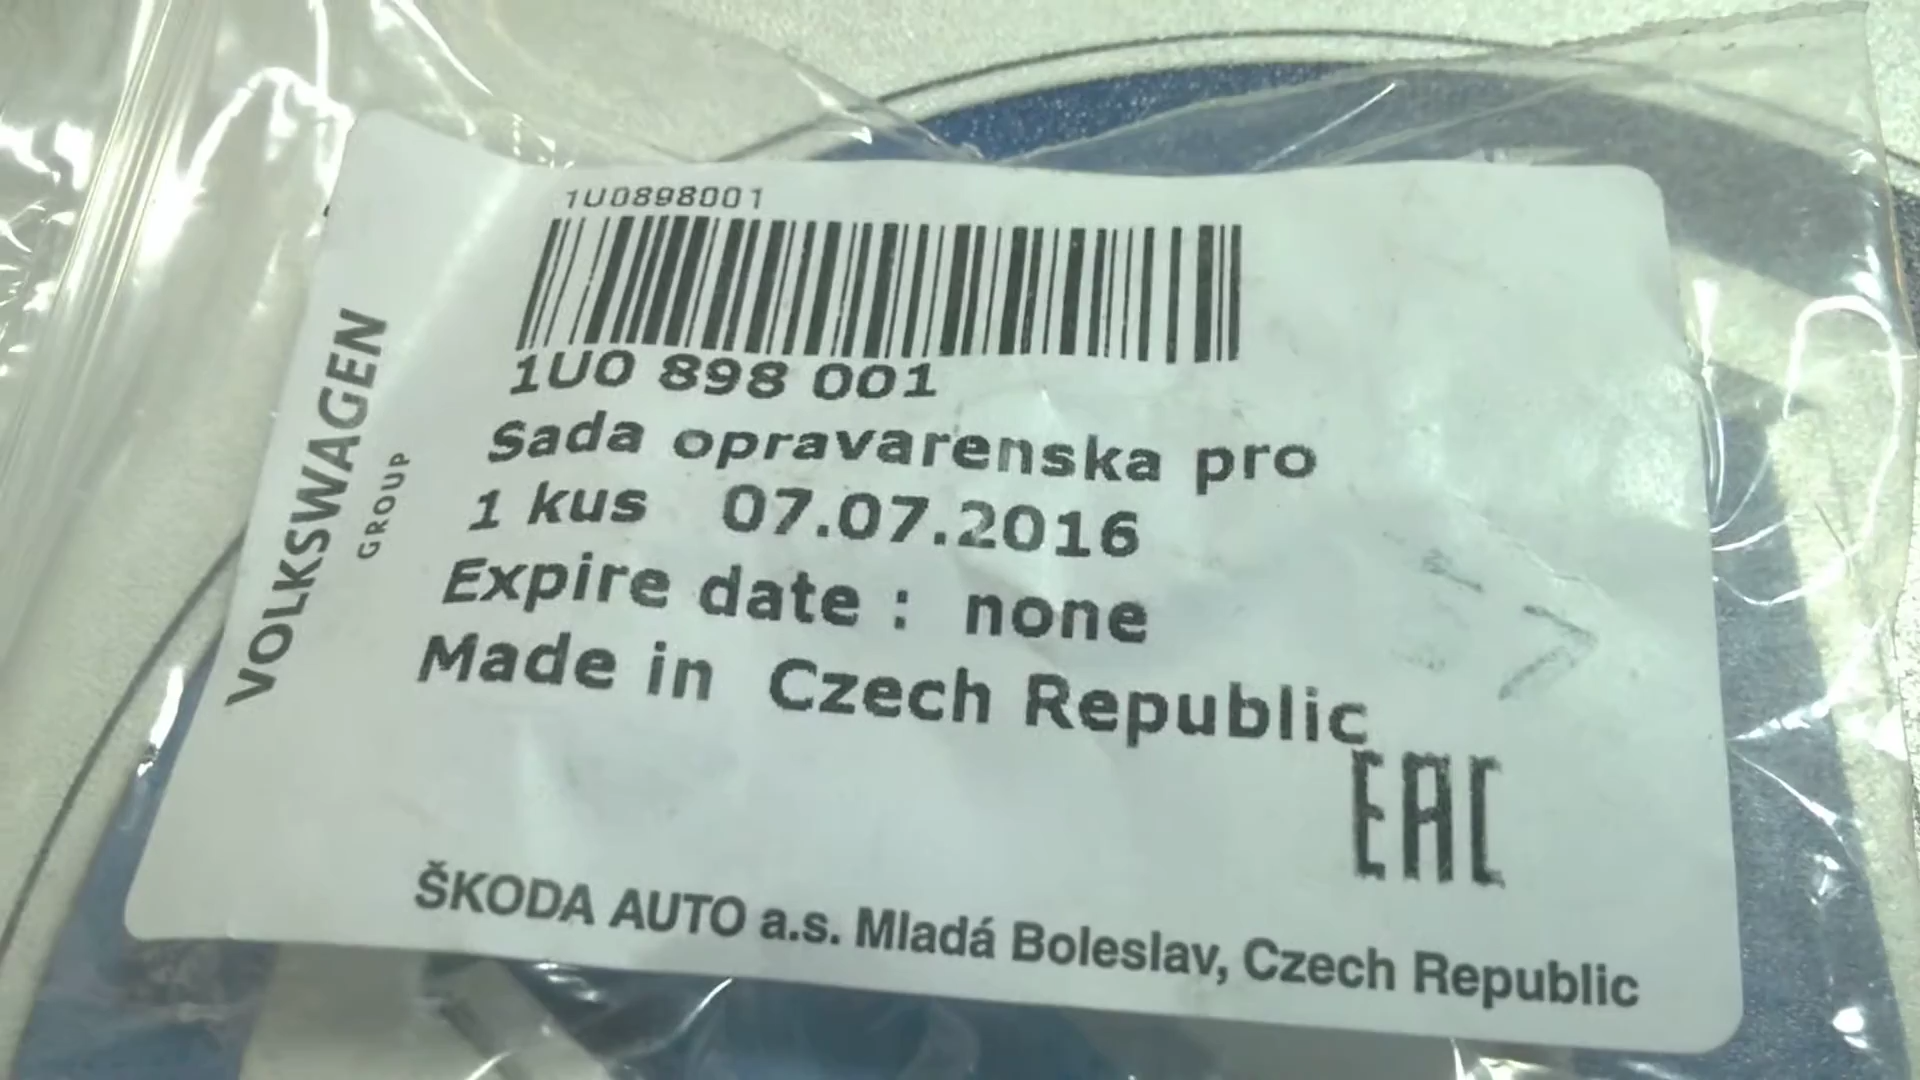 1U0898001
1U0 898 001
Sada opravarenska pro
1 kus 07.07.2016
Expire date : none
Made in Czech Republic
EAC
ŠKODA AUTO a.s. Mladá Boleslav, Czech Republic
VOLKSWAGEN
GROUP